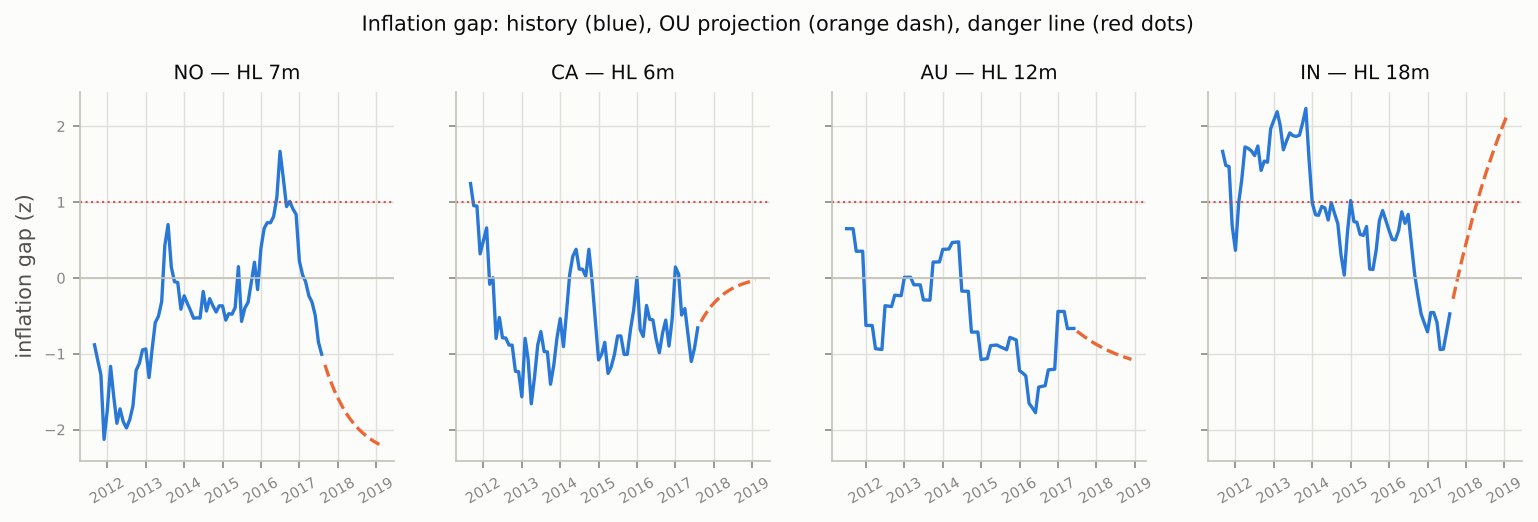 Inflation gap: history (blue), OU projection (orange dash), danger line (red dots)
NO — HL 7m
CA — HL 6m
AU — HL 12m
IN — HL 18m
inflation gap (z)
2
1
0
−1
−2
2012 2013 2014 2015 2016 2017 2018 2019
2012 2013 2014 2015 2016 2017 2018 2019
2012 2013 2014 2015 2016 2017 2018 2019
2012 2013 2014 2015 2016 2017 2018 2019